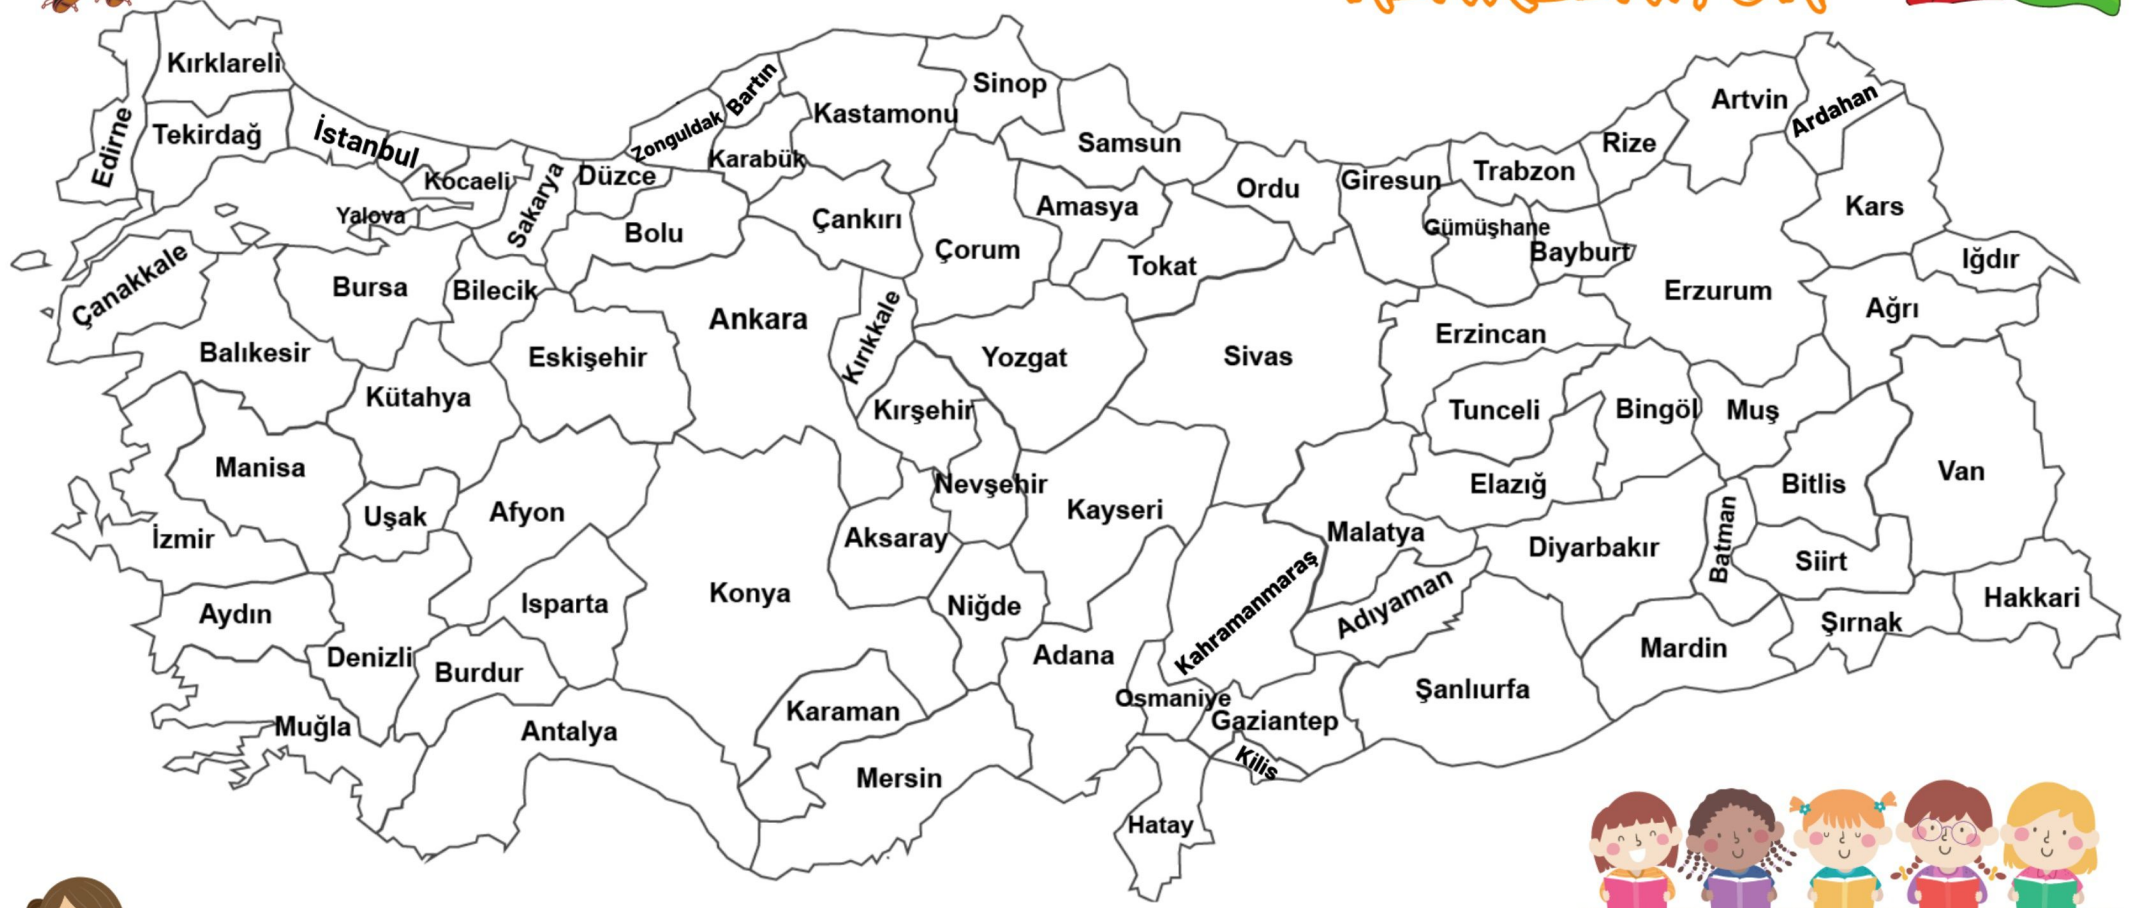 Kırklareli
Edirne
Tekirdağ
İstanbul
Kocaeli
Yalova
Sakarya
Düzce
Zonguldak
Bartın
Karabük
Kastamonu
Sinop
Samsun
Bolu
Çankırı
Çorum
Amasya
Tokat
Ordu
Giresun
Trabzon
Gümüşhane
Bayburt
Rize
Artvin
Ardahan
Kars
Iğdır
Ağrı
Erzurum
Erzincan
Çanakkale
Bursa
Bilecik
Balıkesir
Kütahya
Eskişehir
Ankara
Kırıkkale
Kırşehir
Yozgat
Sivas
Tunceli
Bingöl
Muş
Manisa
Uşak
Afyon
İzmir
Aksaray
Nevşehir
Kayseri
Malatya
Elazığ
Diyarbakır
Batman
Bitlis
Siirt
Van
Hakkari
Şırnak
Mardin
Aydın
Denizli
Burdur
Isparta
Konya
Niğde
Adana
Kahramanmaraş
Adıyaman
Şanlıurfa
Osmaniye
Gaziantep
Kilis
Muğla
Antalya
Karaman
Mersin
Hatay